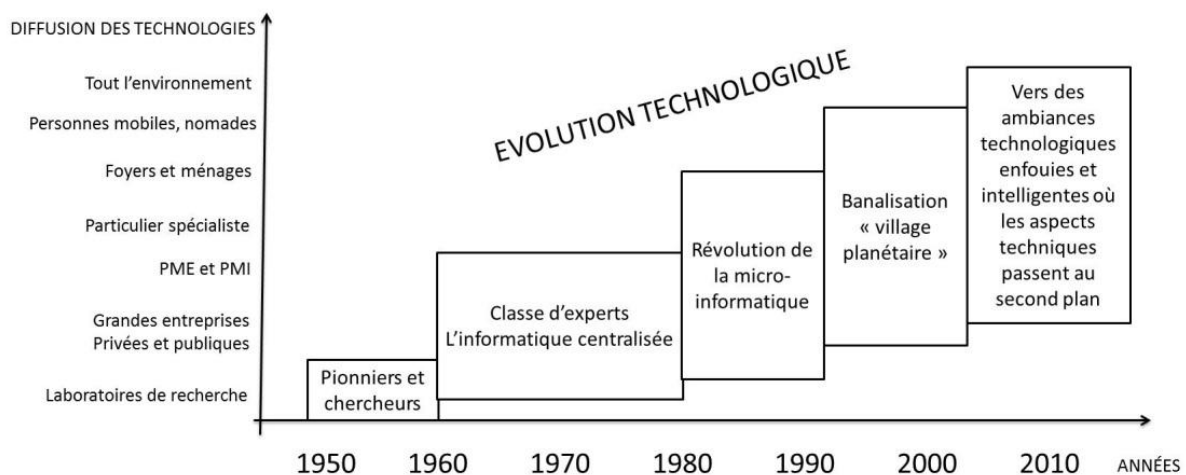 DIFFUSION DES TECHNOLOGIES
Tout l’environnement
Personnes mobiles, nomades
Foyers et ménages
Particulier spécialiste
PME et PMI
Grandes entreprises
Privées et publiques
Laboratoires de recherche
EVOLUTION TECHNOLOGIQUE
Pionniers et
chercheurs
Classe d’experts
L’informatique centralisée
Révolution de
la micro-
informatique
Banalisation
« village
planétaire »
Vers des
ambiances
technologiques
enfouies et
intelligentes où
les aspects
techniques
passent au
second plan
1950 1960 1970 1980 1990 2000 2010 ANNÉES